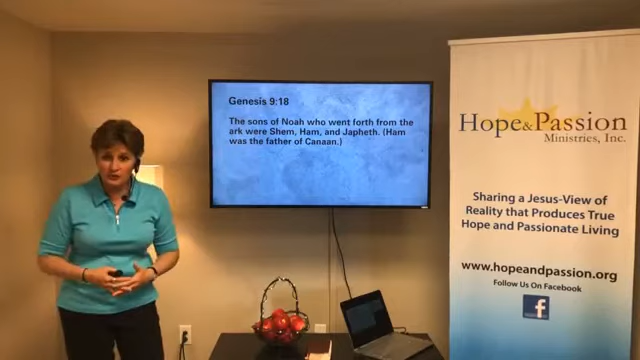 Genesis 9:18
The sons of Noah who went forth from the
ark were Shem, Ham, and Japheth. (Ham
was the father of Canaan.)
Hope&Passion
Ministries, Inc.
Sharing a Jesus-View of
Reality that Produces True
Hope and Passionate Living
www.hopeandpassion.org
Follow Us On Facebook
f